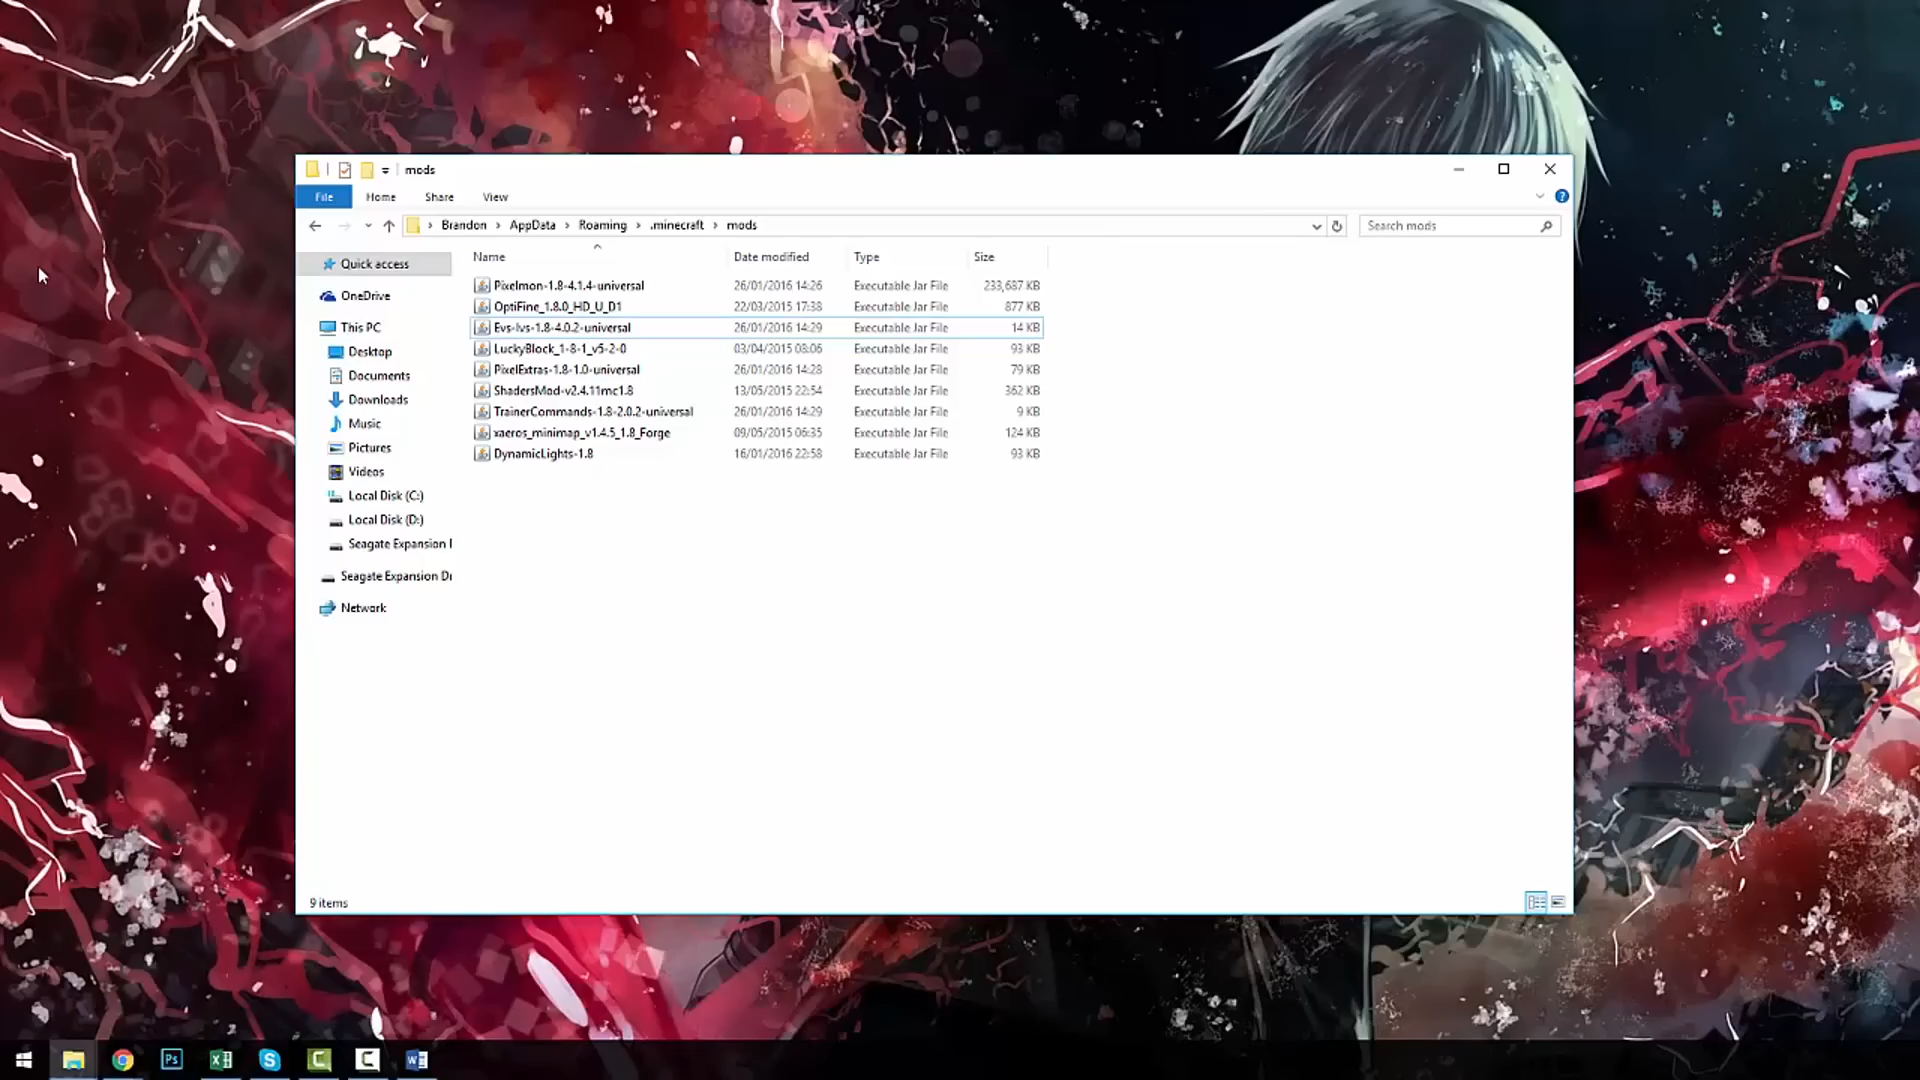 mods
File Home Share View
Brandon AppData Roaming .minecraft mods Search mods
Name Date modified Type Size
Quick access
OneDrive
This PC
Desktop
Documents
Downloads
Music
Pictures
Videos
Local Disk (C:)
Local Disk (D:)
Seagate Expansion I
Seagate Expansion Dr
Network
Pixelmon-1.8-4.1.4-universal 26/01/2016 14:26 Executable Jar File 233,687 KB
OptiFine_1.8.0_HD_U_D1 22/03/2015 17:38 Executable Jar File 877 KB
Evs-Ivs-1.8-4.0.2-universal 26/01/2016 14:29 Executable Jar File 14 KB
LuckyBlock_1-8-1_v5-2-0 03/04/2015 08:06 Executable Jar File 93 KB
PixelExtras-1.8-1.0-universal 26/01/2016 14:28 Executable Jar File 79 KB
ShadersMod-v2.4.11mc1.8 13/05/2015 22:54 Executable Jar File 362 KB
TrainerCommands-1.8-2.0.2-universal 26/01/2016 14:29 Executable Jar File 9 KB
xaeros_minimap_v1.4.5_1.8_Forge 09/05/2015 06:35 Executable Jar File 124 KB
DynamicLights-1.8 16/01/2016 22:58 Executable Jar File 93 KB
9 items
Ps